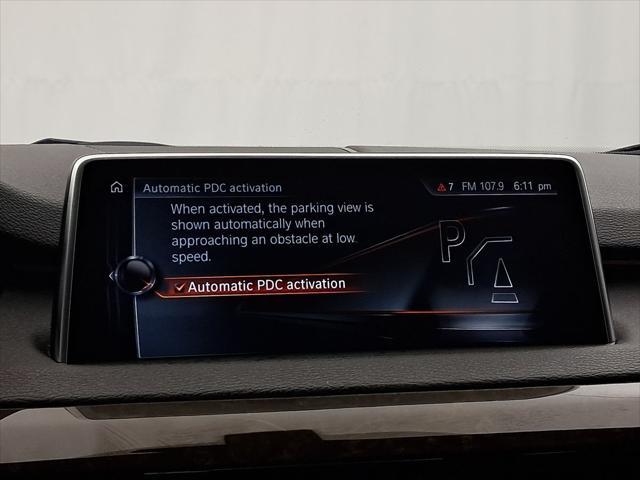 Automatic PDC activation
7 FM 107.9 6:11 pm
When activated, the parking view is
shown automatically when
approaching an obstacle at low
speed.
Automatic PDC activation
P